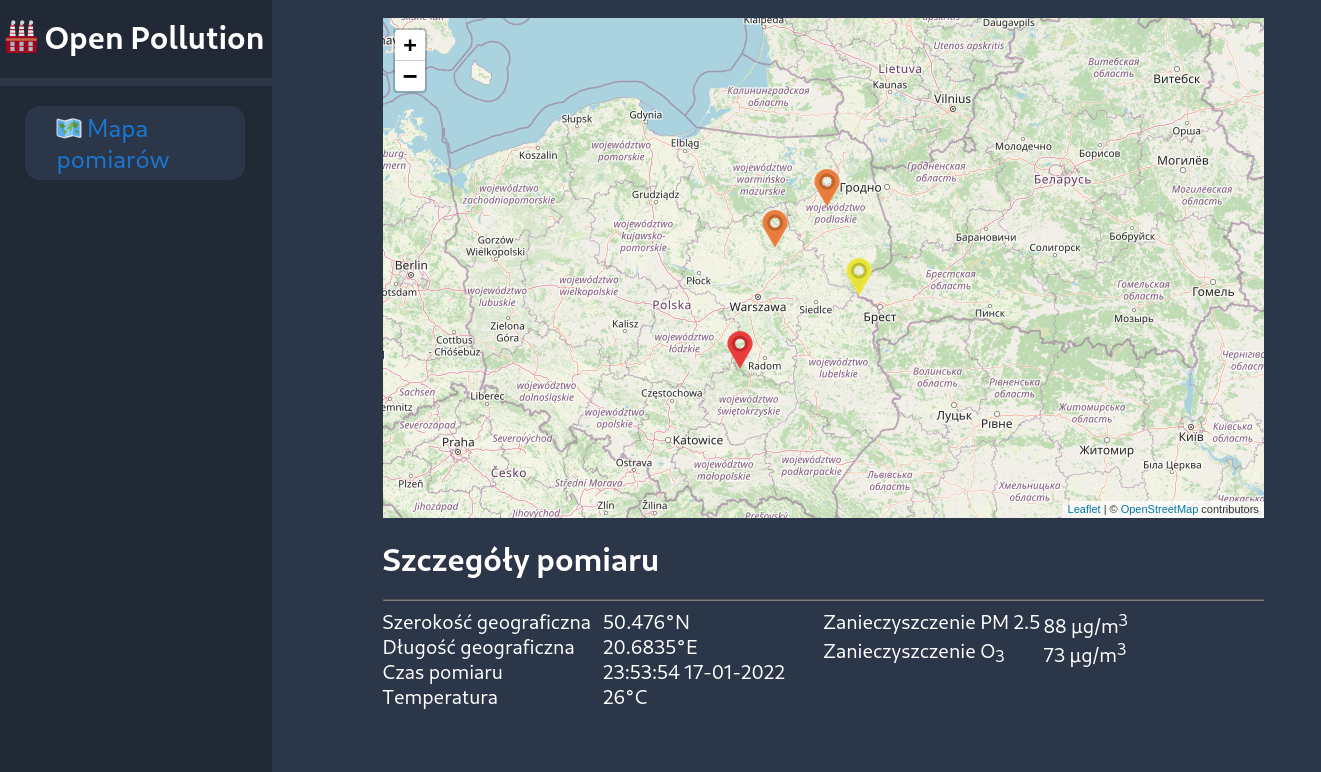 Open Pollution
Mapa
pomiarów
+
−
Klaipėda
Daugavpils
Utenos apskritis
Lietuva
Kaunas
Vilnius
Витебская
область
Витебск
Калининградская
область
Słupsk
Gdynia
Elbląg
Koszalin
województwo
pomorskie
Орша
Молодечно
Борисов
Могилёв
województwo
zachodniopomorskie
województwo
warmińsko-
mazurskie
Гродненская
область
Беларусь
Могилёвская
область
Grudziądz
Гродно
województwo
podlaskie
województwo
kujawsko-
pomorskie
Gorzów
Wielkopolski
Барановичи
Солигорск
Бобруйск
Berlin
Potsdam
województwo
lubuskie
województwo
wielkopolskie
Płock
Брестская
область
Гомельская
область
Гомель
Polska
Warszawa
Siedlce
Брест
Пинск
Мозырь
Zielona
Góra
Kalisz
Cottbus
- Chóśebuz
województwo
łódzkie
Radom
województwo
lubelskie
Волинська
область
Рівненська
область
Sachsen
Liberec
województwo
dolnośląskie
Częstochowa
województwo
świętokrzyskie
województwo
opolskie
Луцьк
Рівне
Житомирська
область
Київ
Київська
область
Severozápad
Praha
Severovýchod
Katowice
Житомир
Біла Церква
Ostrava
województwo
małopolskie
województwo
podkarpackie
Львівська
область
Хмельницька
область
Plzeň
Česko
Střední Morava
Jihozápad
Jihovýchod
Zlín
Žilina
Prešovský
Leaflet | © OpenStreetMap contributors
Szczegóły pomiaru
Szerokość geograficzna 50.476°N
Długość geograficzna 20.6835°E
Czas pomiaru 23:53:54 17-01-2022
Temperatura 26°C
Zanieczyszczenie PM 2.5 88 µg/m³
Zanieczyszczenie O₃ 73 µg/m³